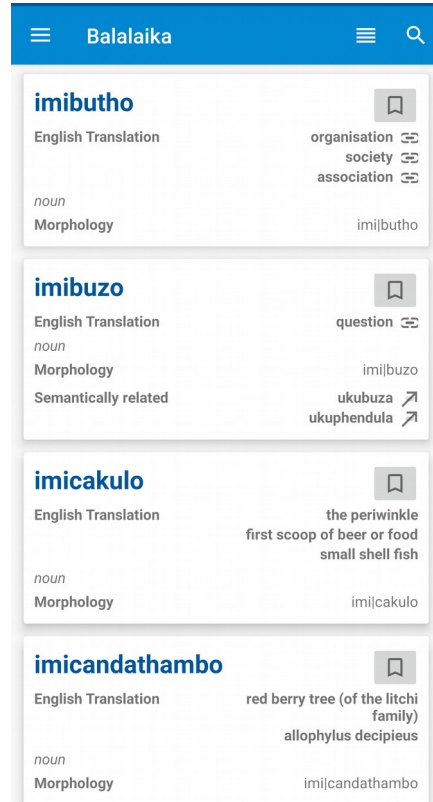 Balalaika
imibutho
English Translation organisation
society
association
noun
Morphology imi|butho
imibuzo
English Translation question
noun
Morphology imi|buzo
Semantically related ukubuza
ukuphendula
imicakulo
English Translation the periwinkle
first scoop of beer or food
small shell fish
noun
Morphology imi|cakulo
imicandathambo
English Translation red berry tree (of the litchi
family)
allophylus decipieus
noun
Morphology imi|candathambo